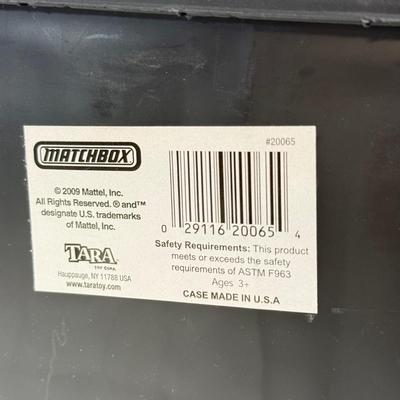 MATCHBOX
© 2009 Mattel, Inc.
All Rights Reserved. ® and™
designate U.S. trademarks
of Mattel, Inc.
TARA
TOY CORP.
Hauppauge, NY 11788 USA
www.taratoy.com
#20065
0 29116 20065 4
Safety Requirements: This product
meets or exceeds the safety
requirements of ASTM F963
Ages 3+
CASE MADE IN U.S.A